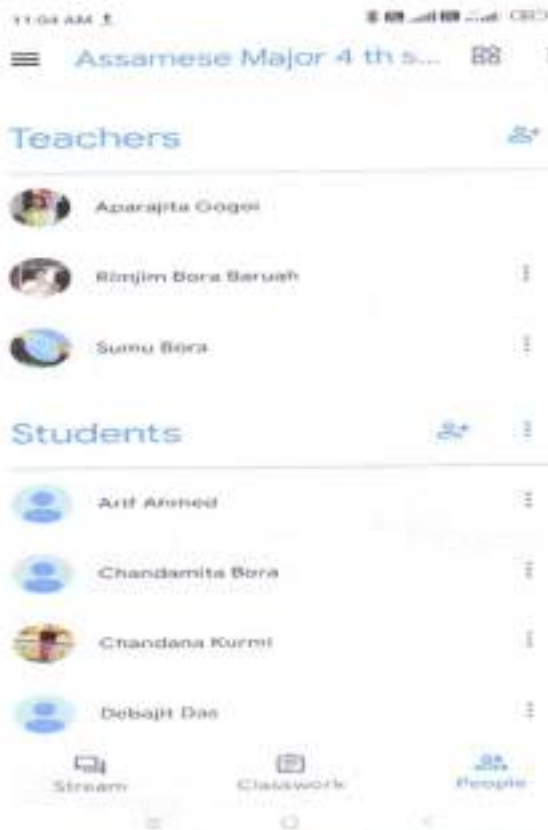 11:04 AM
Assamese Major 4 th s...
Teachers
Aparajita Gogoi
Rimjim Bora Baruah
Sumu Bora
Students
Arif Ahmed
Chandamita Bora
Chandana Kurmi
Debajit Das
Stream
Classwork
People